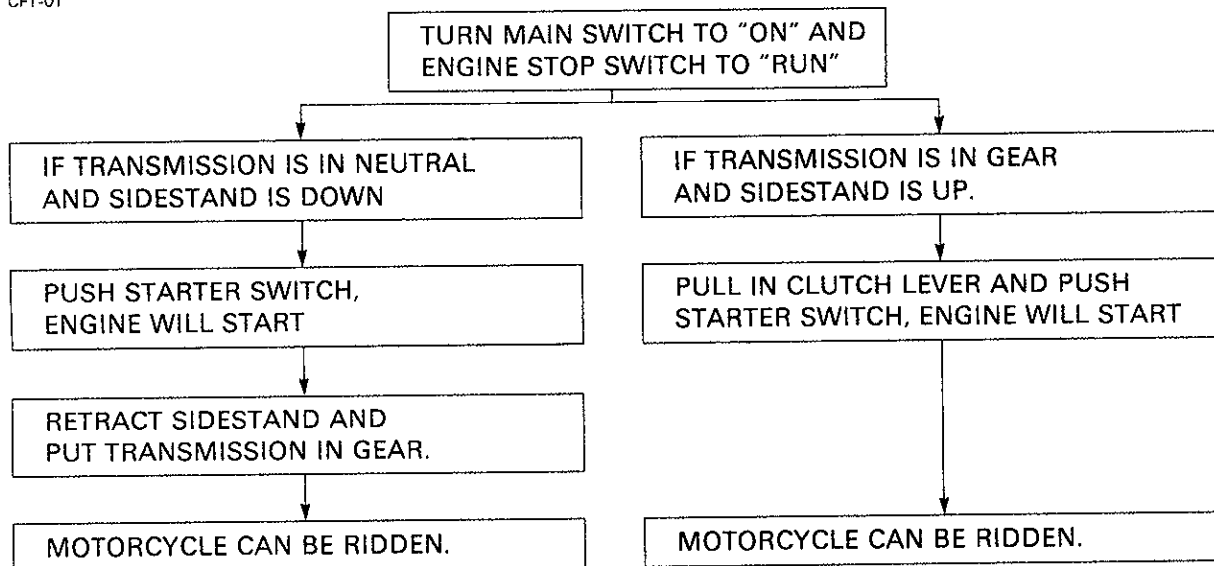 CF1-01
TURN MAIN SWITCH TO "ON" AND
ENGINE STOP SWITCH TO "RUN"
IF TRANSMISSION IS IN NEUTRAL
AND SIDESTAND IS DOWN
PUSH STARTER SWITCH,
ENGINE WILL START
RETRACT SIDESTAND AND
PUT TRANSMISSION IN GEAR.
MOTORCYCLE CAN BE RIDDEN.
IF TRANSMISSION IS IN GEAR
AND SIDESTAND IS UP.
PULL IN CLUTCH LEVER AND PUSH
STARTER SWITCH, ENGINE WILL START
MOTORCYCLE CAN BE RIDDEN.